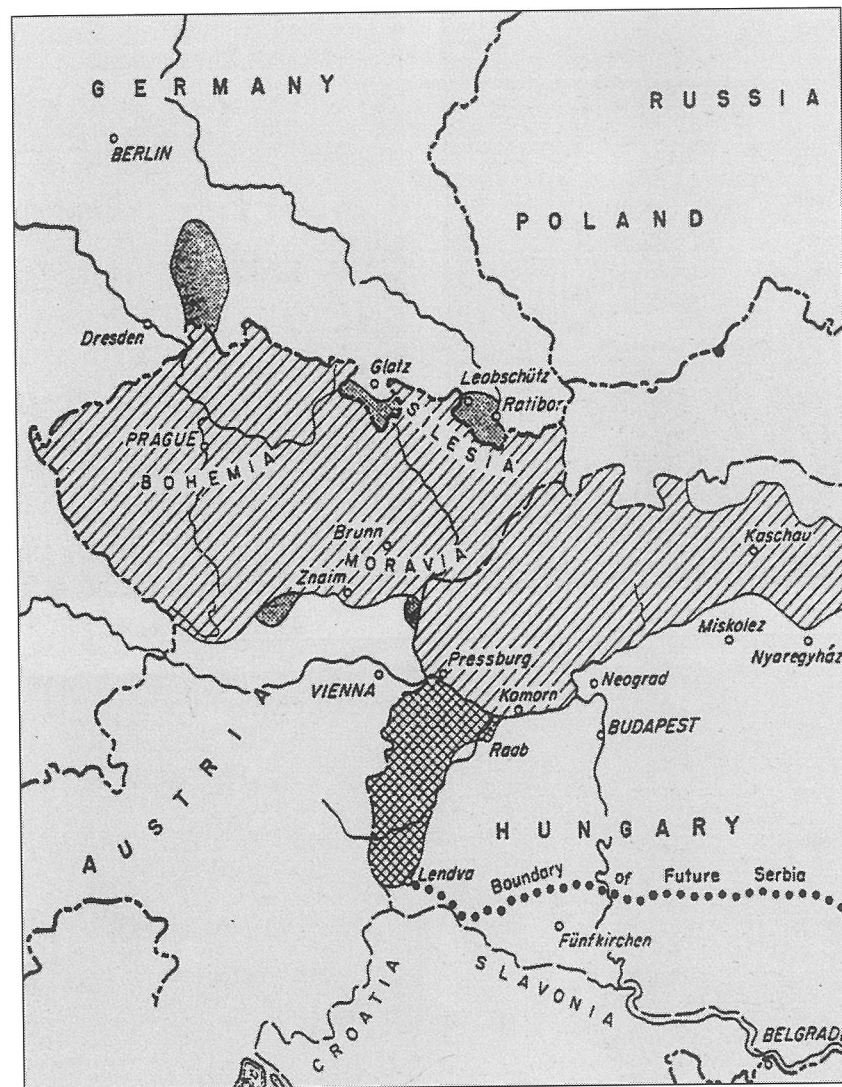 GERMANY
RUSSIA
BERLIN
POLAND
Dresden
Glatz
Leobschütz
Ratibor
SILESIA
PRAGUE
BOHEMIA
Brunn
MORAVIA
Kaschau
Znaim
Miskolez
Nyaregyház
Pressburg
VIENNA
Neograd
Komorn
BUDAPEST
Raab
AUSTRIA
HUNGARY
Lendva
Boundary of Future Serbia
Fünfkirchen
SLAVONIA
CROATIA
BELGRADE